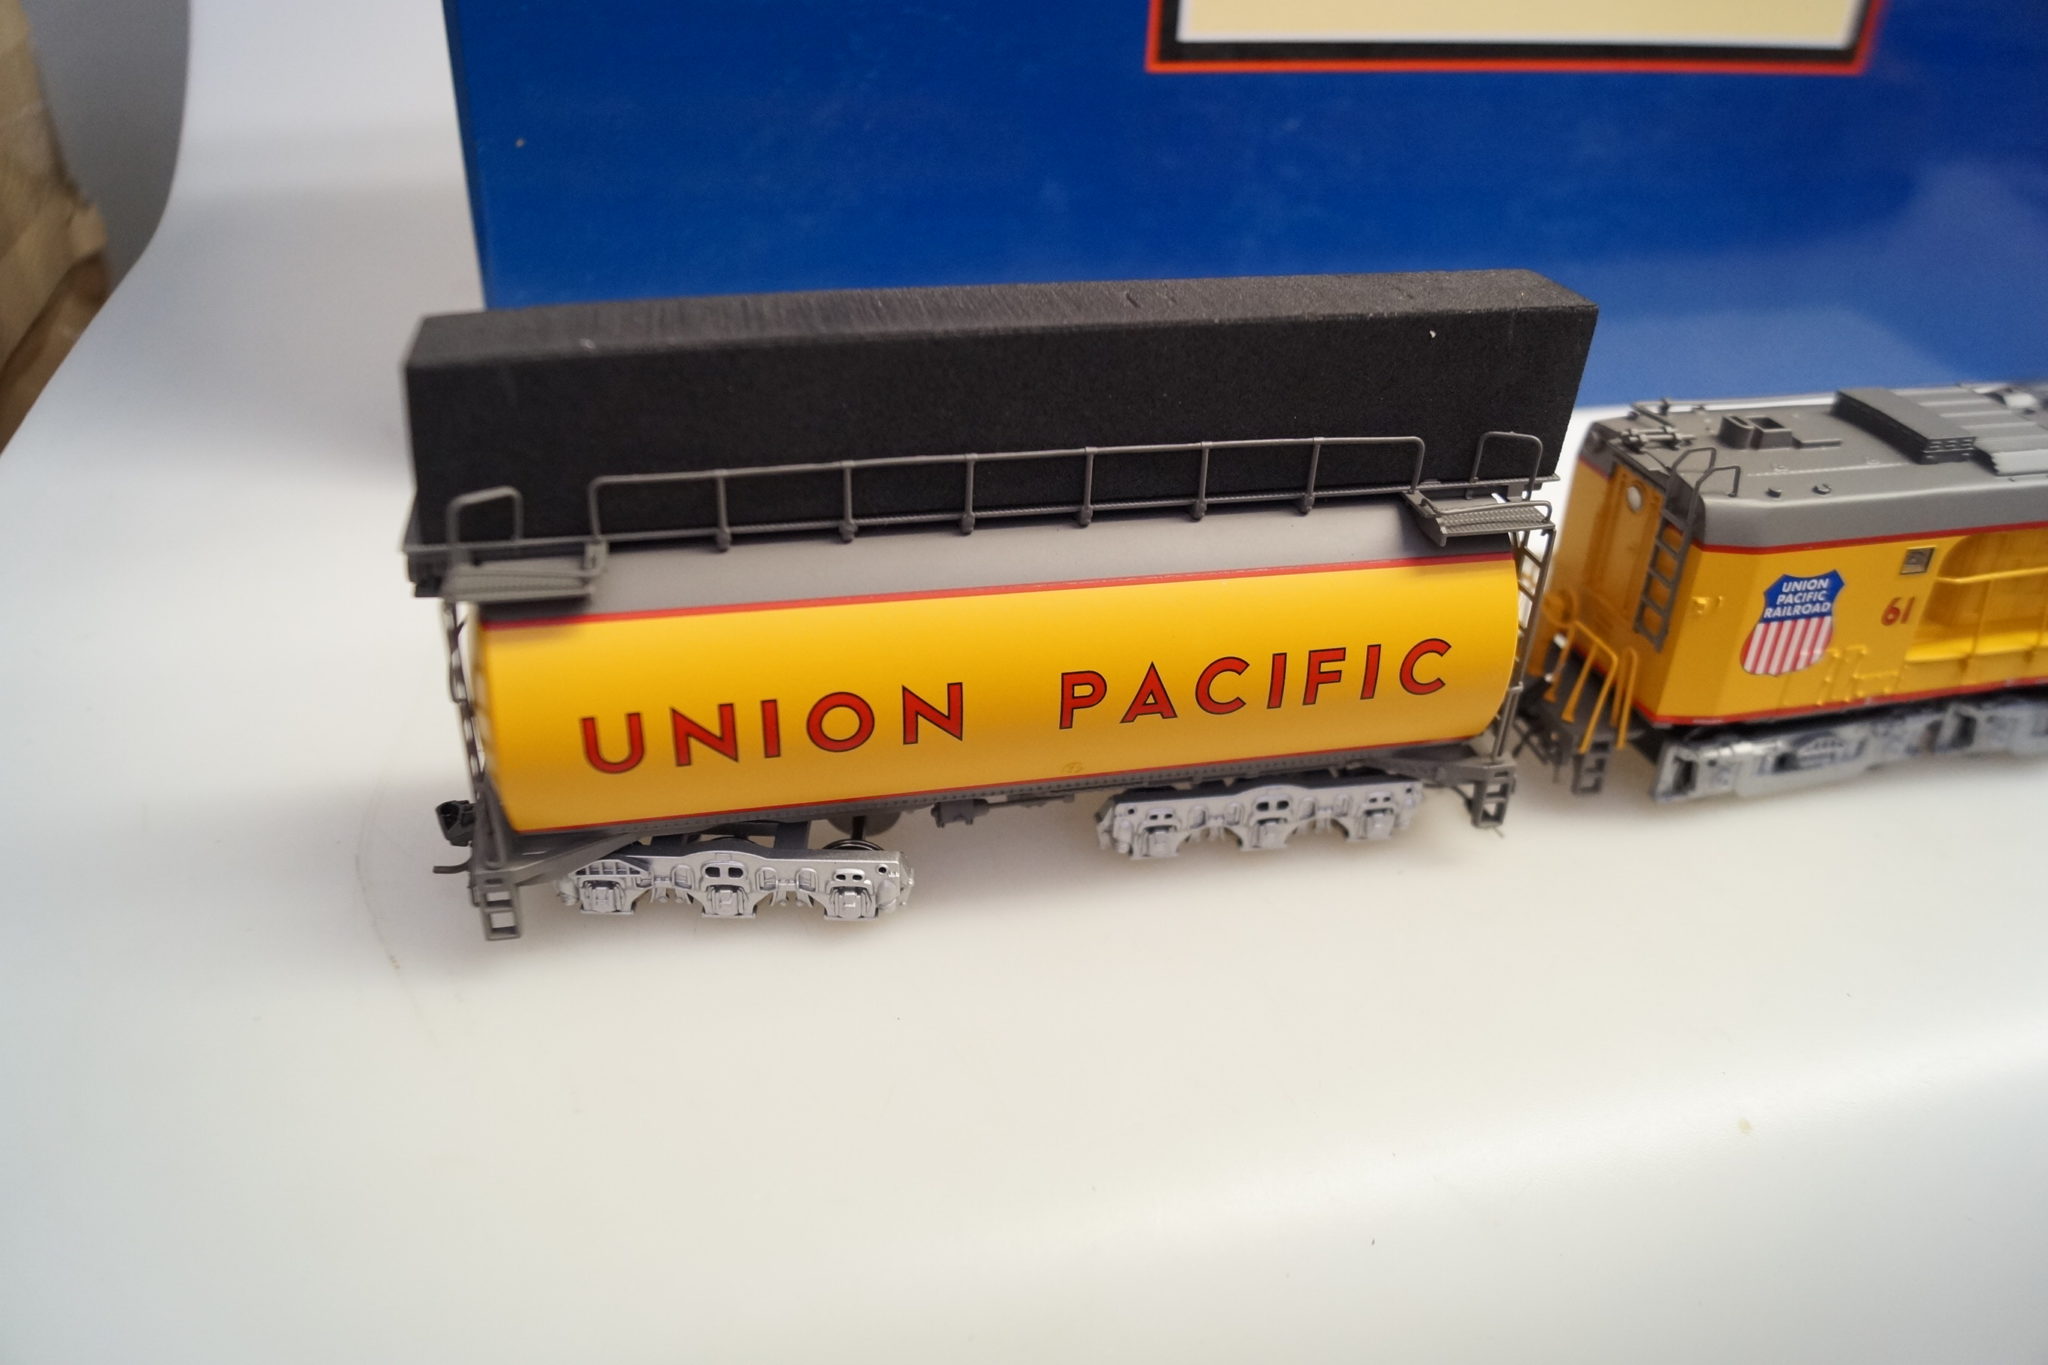 UNION PACIFIC
UNION
PACIFIC
RAILROAD
61